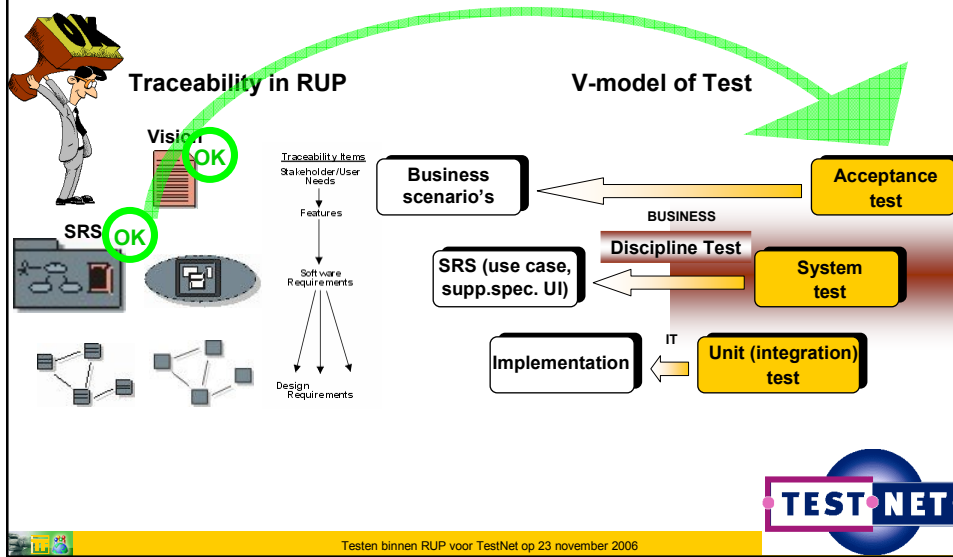 OK
Traceability in RUP
V-model of Test
Vision
OK
SRS
OK
Traceability Items
Stakeholder/User
Needs
Features
Software
Requirements
Design
Requirements
Business
scenario's
Acceptance
test
BUSINESS
Discipline Test
SRS (use case,
supp.spec. UI)
System
test
IT
Implementation
Unit (integration)
test
TEST NET
Testen binnen RUP voor TestNet op 23 november 2006